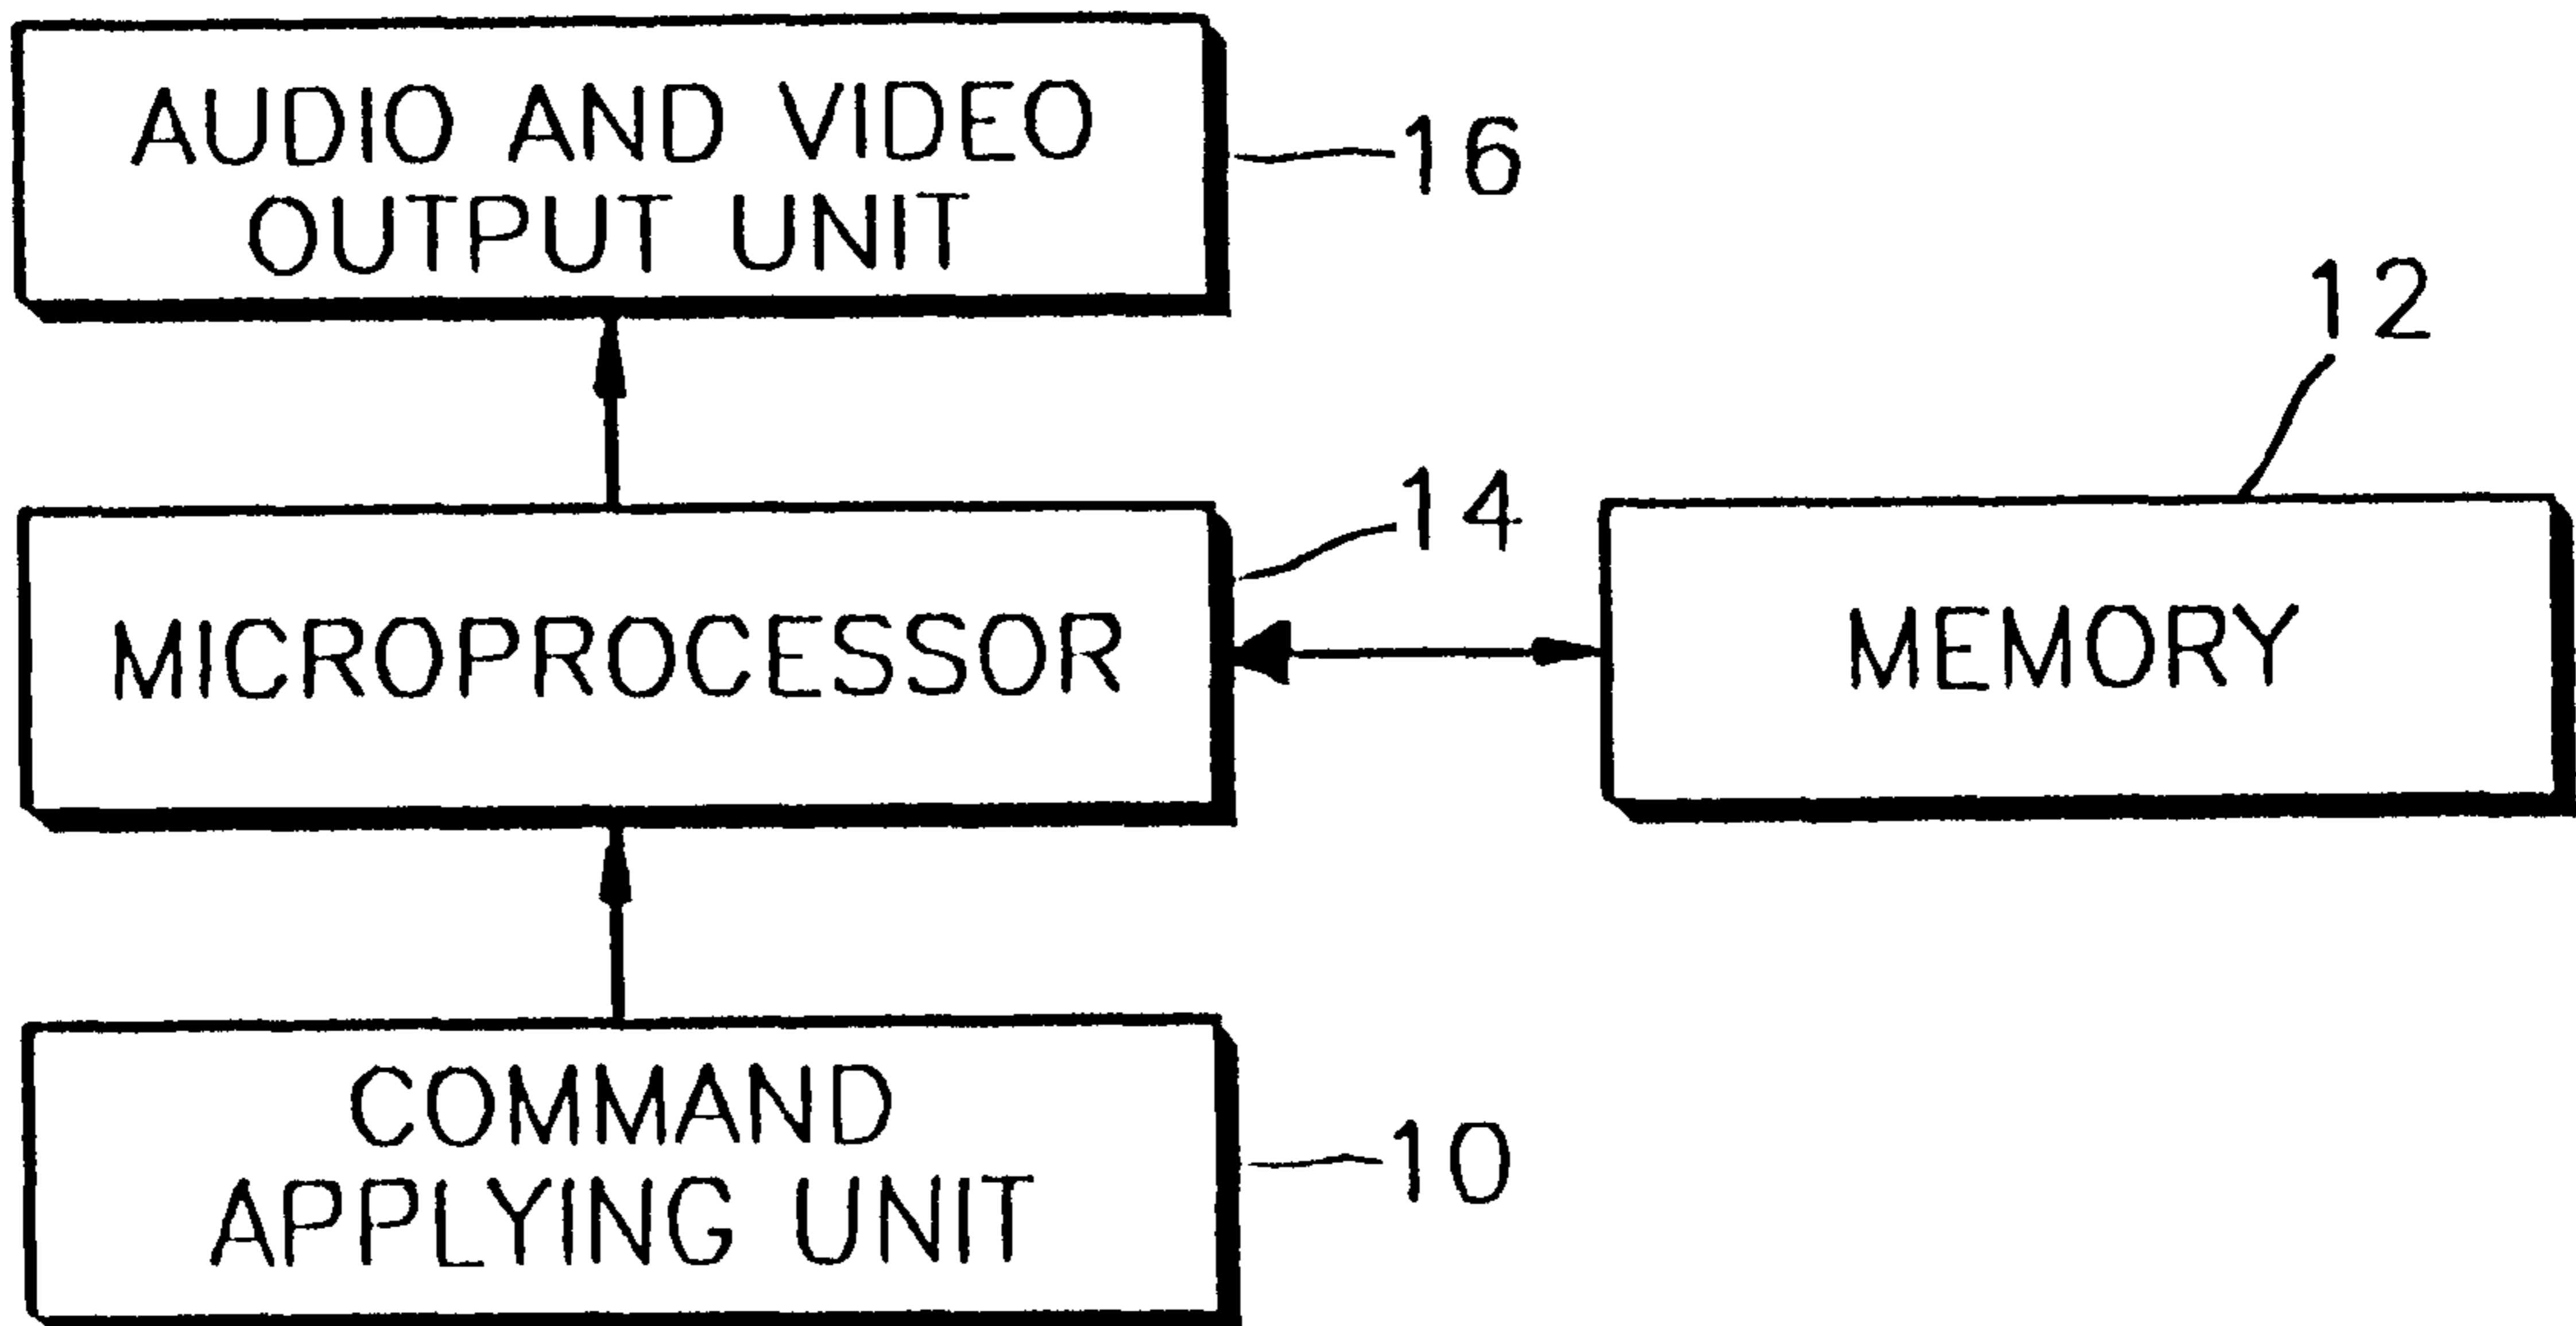 AUDIO AND VIDEO
OUTPUT UNIT
16
12
14
MICROPROCESSOR
MEMORY
COMMAND
APPLYING UNIT
10